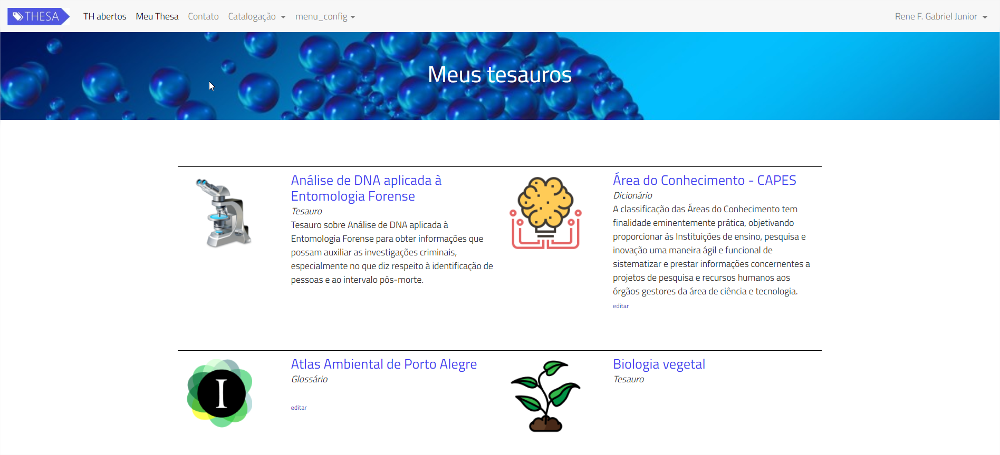 THESA TH abertos Meu Thesa Contato Catalogação menu_config Rene F. Gabriel Junior
Meus tesauros
Análise de DNA aplicada à
Entomologia Forense
Tesauro
Tesauro sobre Análise de DNA aplicada à
Entomologia Forense para obter informações que
possam auxiliar as investigações criminais,
especialmente no que diz respeito à identificação de
pessoas e ao intervalo pós-morte.
Área do Conhecimento - CAPES
Dicionário
A classificação das Áreas do Conhecimento tem
finalidade eminentemente prática, objetivando
proporcionar às Instituições de ensino, pesquisa e
inovação uma maneira ágil e funcional de
sistematizar e prestar informações concernentes a
projetos de pesquisa e recursos humanos aos
órgãos gestores da área de ciência e tecnologia.
editar
I
Atlas Ambiental de Porto Alegre
Glossário
editar
Biologia vegetal
Tesauro